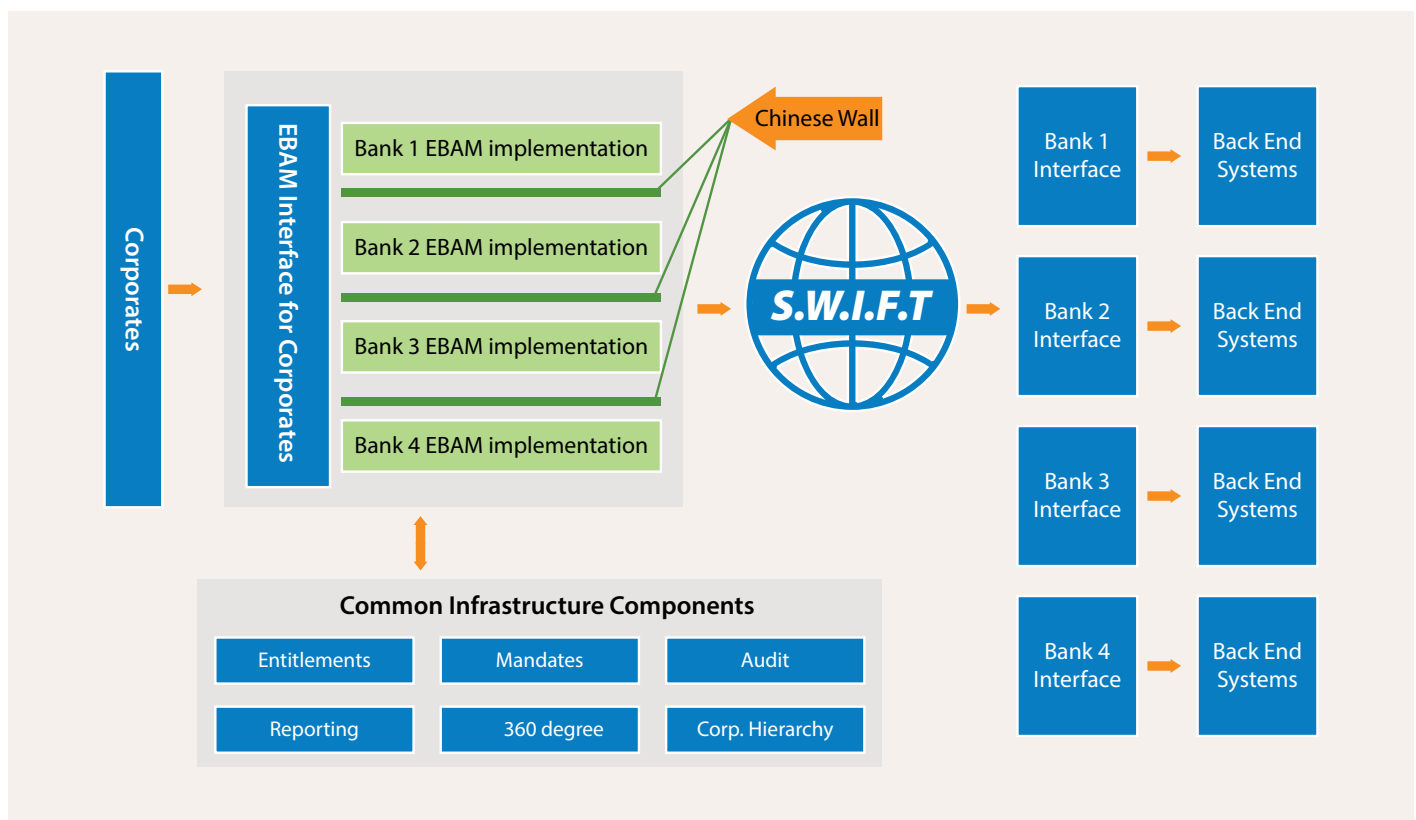 Corporates
EBAM Interface for Corporates
Bank 1 EBAM implementation
Bank 2 EBAM implementation
Bank 3 EBAM implementation
Bank 4 EBAM implementation
Chinese Wall
S.W.I.F.T
Bank 1
Interface
Back End
Systems
Bank 2
Interface
Back End
Systems
Bank 3
Interface
Back End
Systems
Bank 4
Interface
Back End
Systems
Common Infrastructure Components
Entitlements
Mandates
Audit
Reporting
360 degree
Corp. Hierarchy